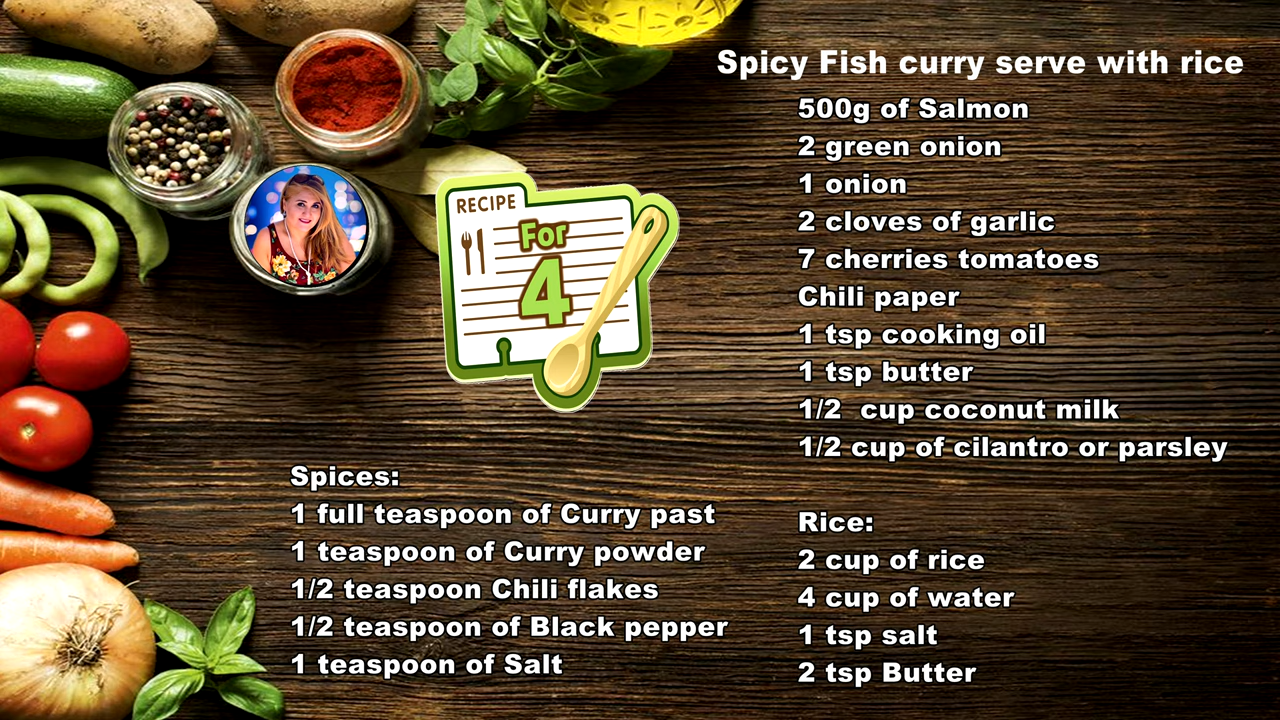 Spicy Fish curry serve with rice
500g of Salmon
2 green onion
1 onion
2 cloves of garlic
7 cherries tomatoes
Chili paper
1 tsp cooking oil
1 tsp butter
1/2 cup coconut milk
1/2 cup of cilantro or parsley
RECIPE
For
4
Spices:
1 full teaspoon of Curry past
1 teaspoon of Curry powder
1/2 teaspoon Chili flakes
1/2 teaspoon of Black pepper
1 teaspoon of Salt
Rice:
2 cup of rice
4 cup of water
1 tsp salt
2 tsp Butter